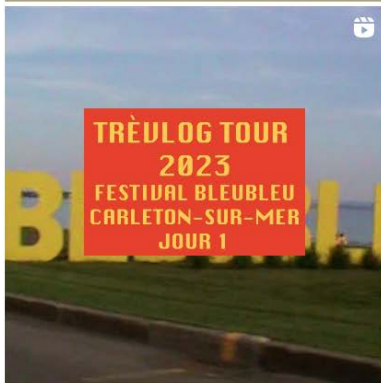 TRÈVLOG TOUR
2023
FESTIVAL BLEUBLEU
CARLETON-SUR-MER
JOUR 1